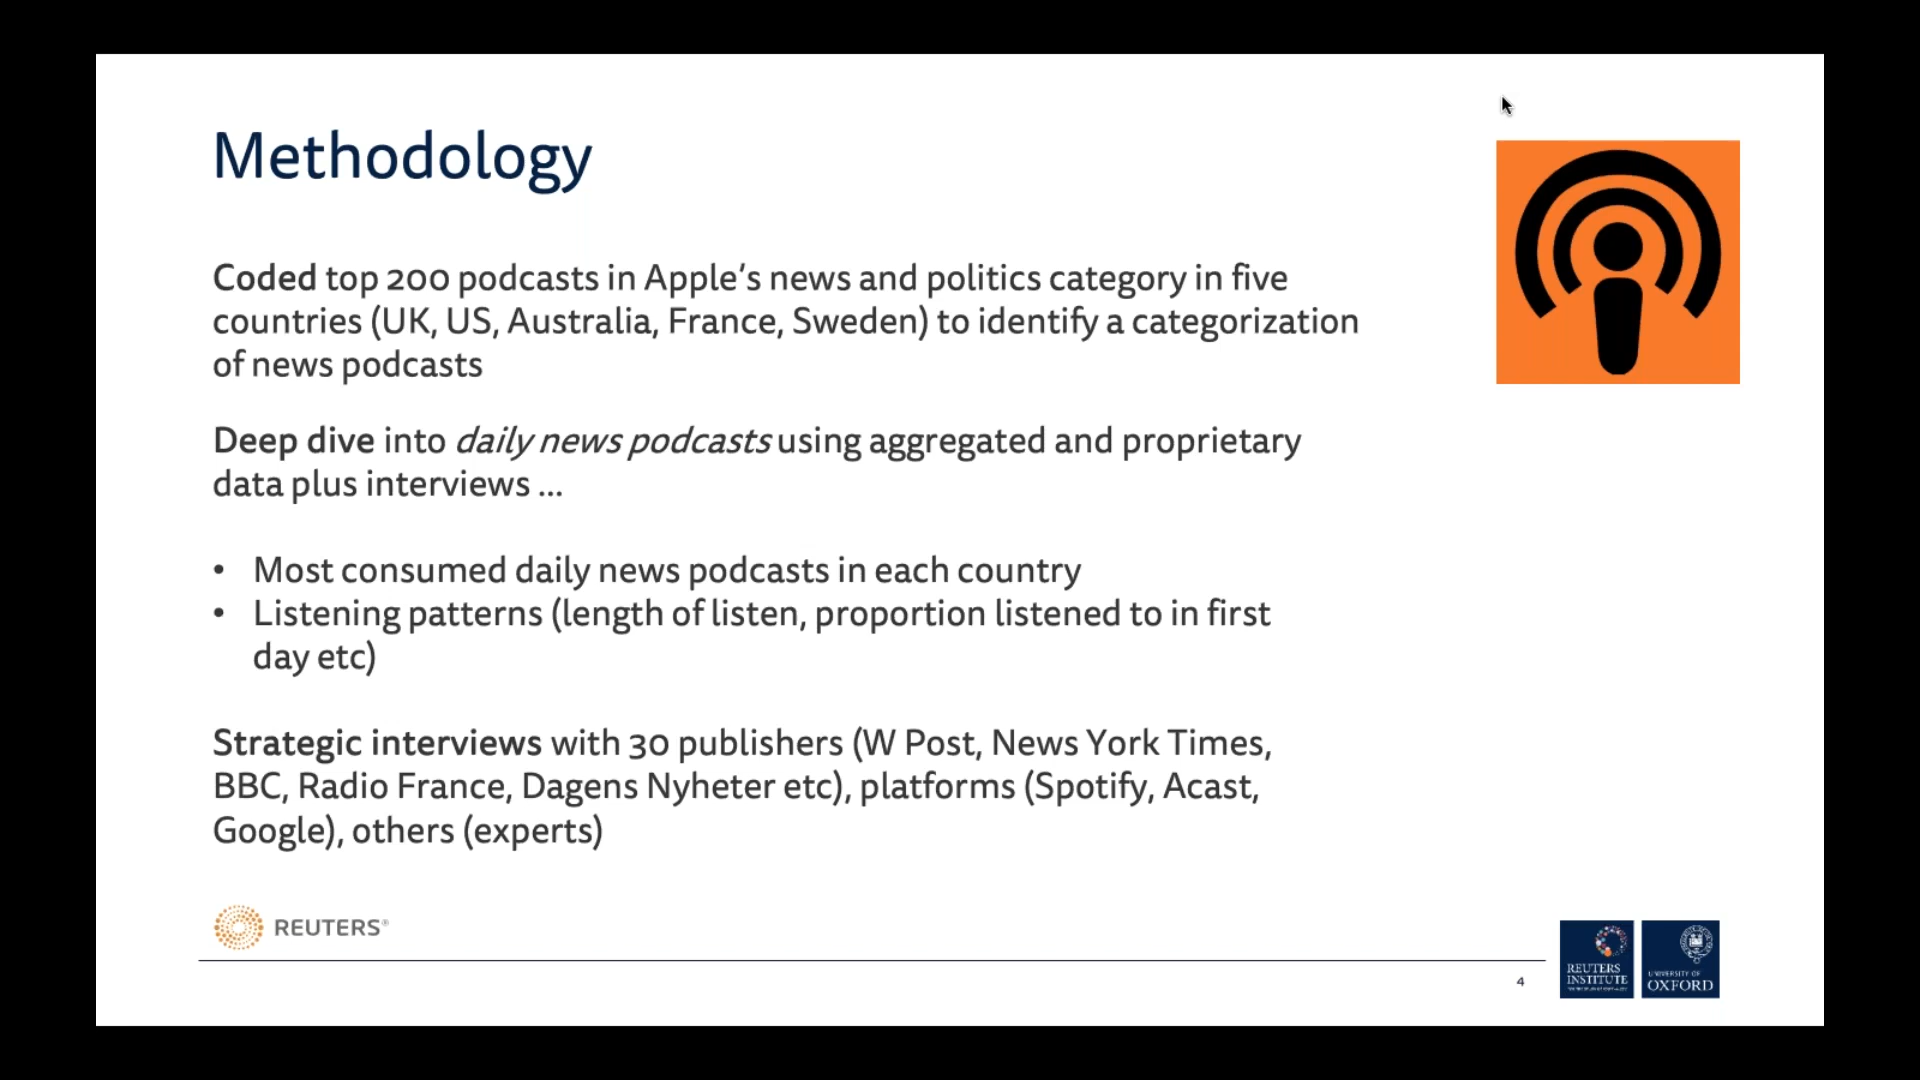 Methodology
Coded top 200 podcasts in Apple’s news and politics category in five
countries (UK, US, Australia, France, Sweden) to identify a categorization
of news podcasts
Deep dive into daily news podcasts using aggregated and proprietary
data plus interviews ...
• Most consumed daily news podcasts in each country
• Listening patterns (length of listen, proportion listened to in first
day etc)
Strategic interviews with 30 publishers (W Post, News York Times,
BBC, Radio France, Dagens Nyheter etc), platforms (Spotify, Acast,
Google), others (experts)
REUTERS®
4
REUTERS
INSTITUTE
UNIVERSITY OF
OXFORD